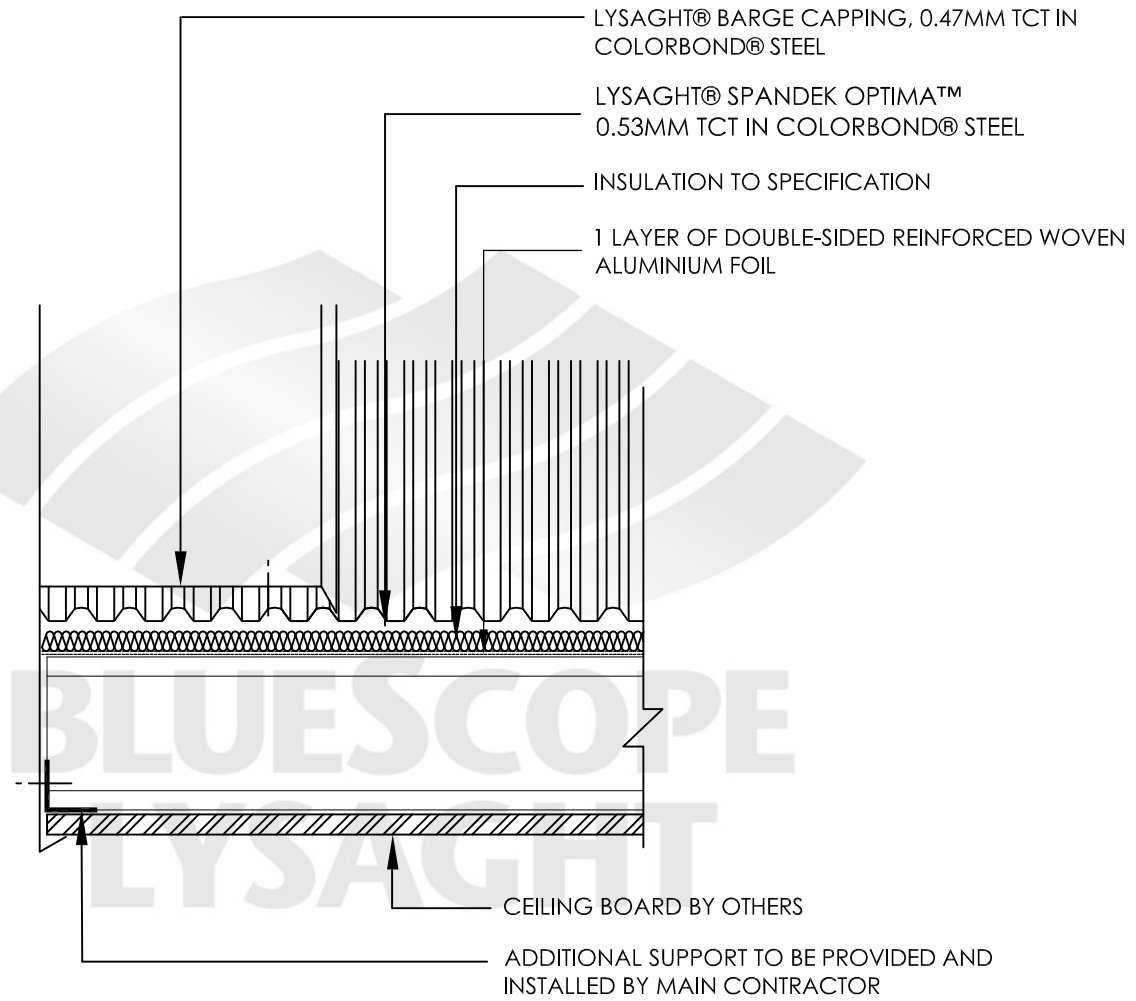 LYSAGHT® BARGE CAPPING, 0.47MM TCT IN
COLORBOND® STEEL
LYSAGHT® SPANDEK OPTIMA™
0.53MM TCT IN COLORBOND® STEEL
INSULATION TO SPECIFICATION
1 LAYER OF DOUBLE-SIDED REINFORCED WOVEN
ALUMINIUM FOIL
BLUESCOPE
LYSAGHT
CEILING BOARD BY OTHERS
ADDITIONAL SUPPORT TO BE PROVIDED AND
INSTALLED BY MAIN CONTRACTOR